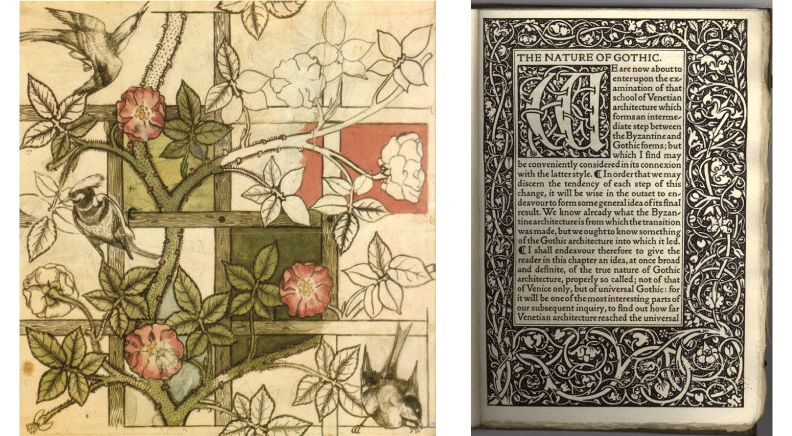 THE NATURE OF GOTHIC.
WE are now about to
enter upon the ex-
amination of that
school of Venetian
architecture which
forms an interme-
diate step between
the Byzantine and
Gothic forms; but
which I find may
be conveniently considered in its connexion
with the latter style. ⁋ In order that we may
discern the tendency of each step of this
change, it will be wise in the outset to en-
deavour to form some general idea of its final
result. We know already what the Byzan-
tine architecture is from which the transition
was made, but we ought to know something
of the Gothic architecture into which it led.
⁋ I shall endeavour therefore to give the
reader in this chapter an idea, at once broad
and definite, of the true nature of Gothic
architecture, properly so called; not of that
of Venice only, but of universal Gothic: for
it will be one of the most interesting parts of
our subsequent inquiry, to find out how far
Venetian architecture reached the universal